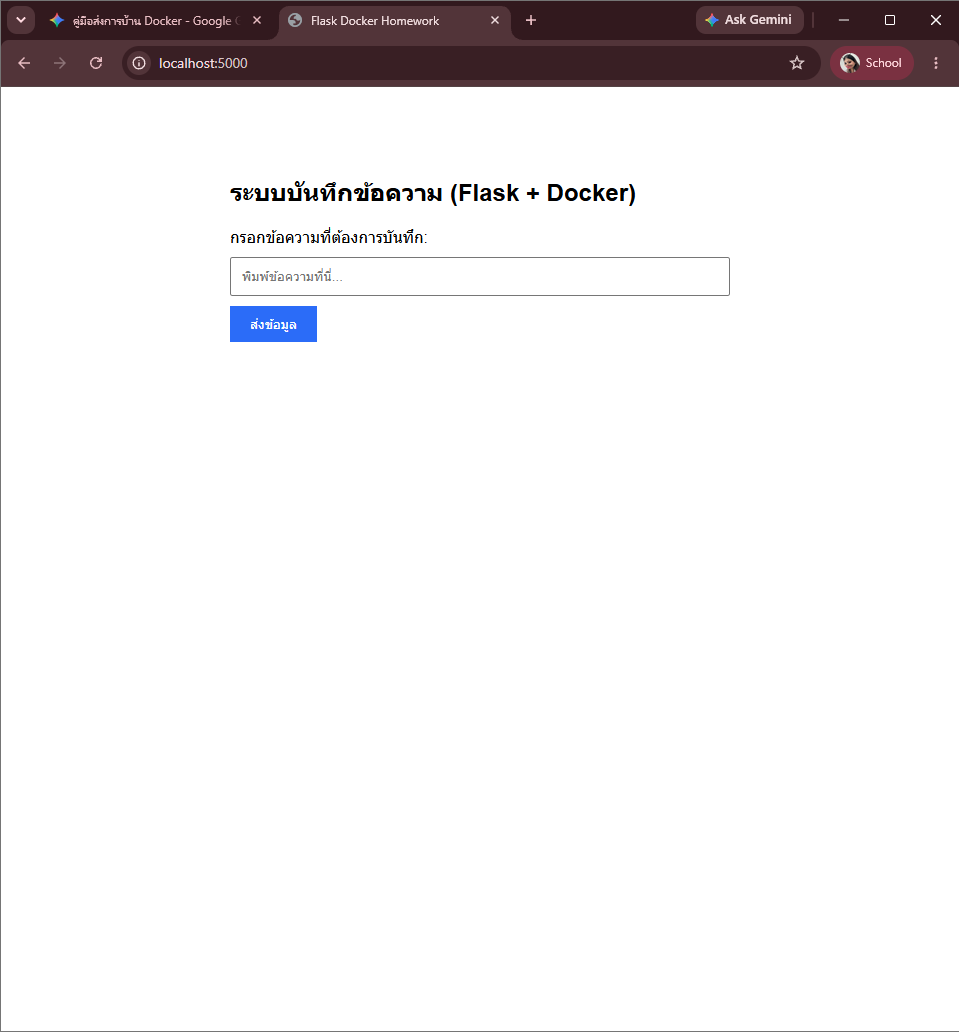 คู่มือส่งการบ้าน Docker - Google
Flask Docker Homework
Ask Gemini
localhost:5000
School
ระบบบันทึกข้อความ (Flask + Docker)
กรอกข้อความที่ต้องการบันทึก:
พิมพ์ข้อความที่นี่...
ส่งข้อมูล